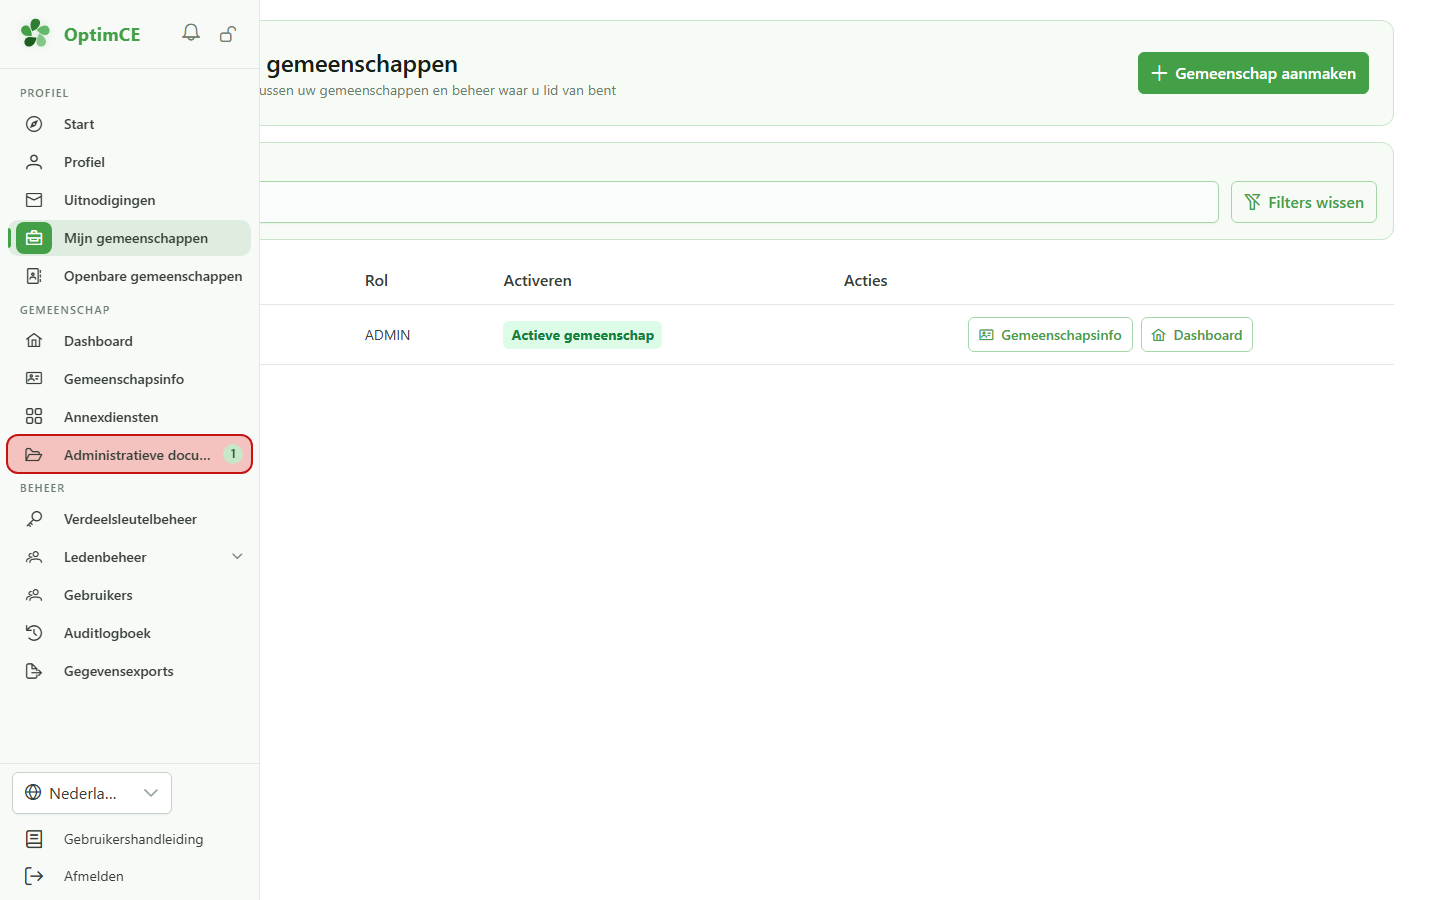 OptimCE
PROFIEL
Start
Profiel
Uitnodigingen
Mijn gemeenschappen
Openbare gemeenschappen
GEMEENSCHAP
Dashboard
Gemeenschapsinfo
Annexdiensten
Administratieve docu... 1
BEHEER
Verdeelsleutelbeheer
Ledenbeheer
Gebruikers
Auditlogboek
Gegevensexports
Nederla...
Gebruikershandleiding
Afmelden
gemeenschappen
ussen uw gemeenschappen en beheer waar u lid van bent
Gemeenschap aanmaken
Filters wissen
Rol Activeren Acties
ADMIN Actieve gemeenschap Gemeenschapsinfo Dashboard